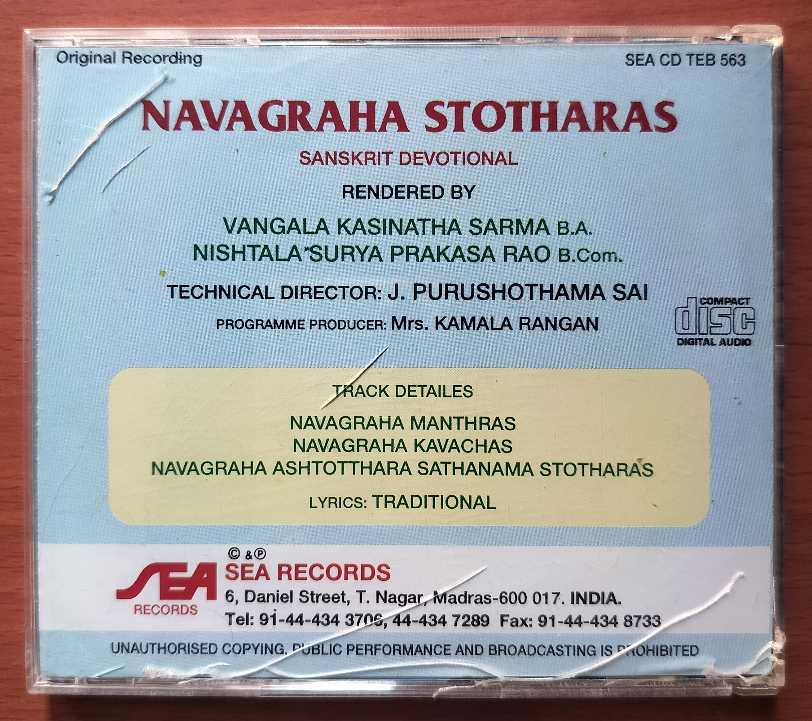 Original Recording
SEA CD TEB 563
NAVAGRAHA STOTHARAS
SANSKRIT DEVOTIONAL
RENDERED BY
VANGALA KASINATHA SARMA B.A.
NISHTALA SURYA PRAKASA RAO B.Com.
TECHNICAL DIRECTOR: J. PURUSHOTHAMA SAI
PROGRAMME PRODUCER: Mrs. KAMALA RANGAN
COMPACT
disc
DIGITAL AUDIO
TRACK DETAILES
NAVAGRAHA MANTHRAS
NAVAGRAHA KAVACHAS
NAVAGRAHA ASHTOTTHARA SATHANAMA STOTHARAS
LYRICS: TRADITIONAL
© & ℗
SEA RECORDS
SEA RECORDS
6, Daniel Street, T. Nagar, Madras-600 017. INDIA.
Tel: 91-44-434 3706, 44-434 7289 Fax: 91-44-434 8733
UNAUTHORISED COPYING, PUBLIC PERFORMANCE AND BROADCASTING IS PROHIBITED